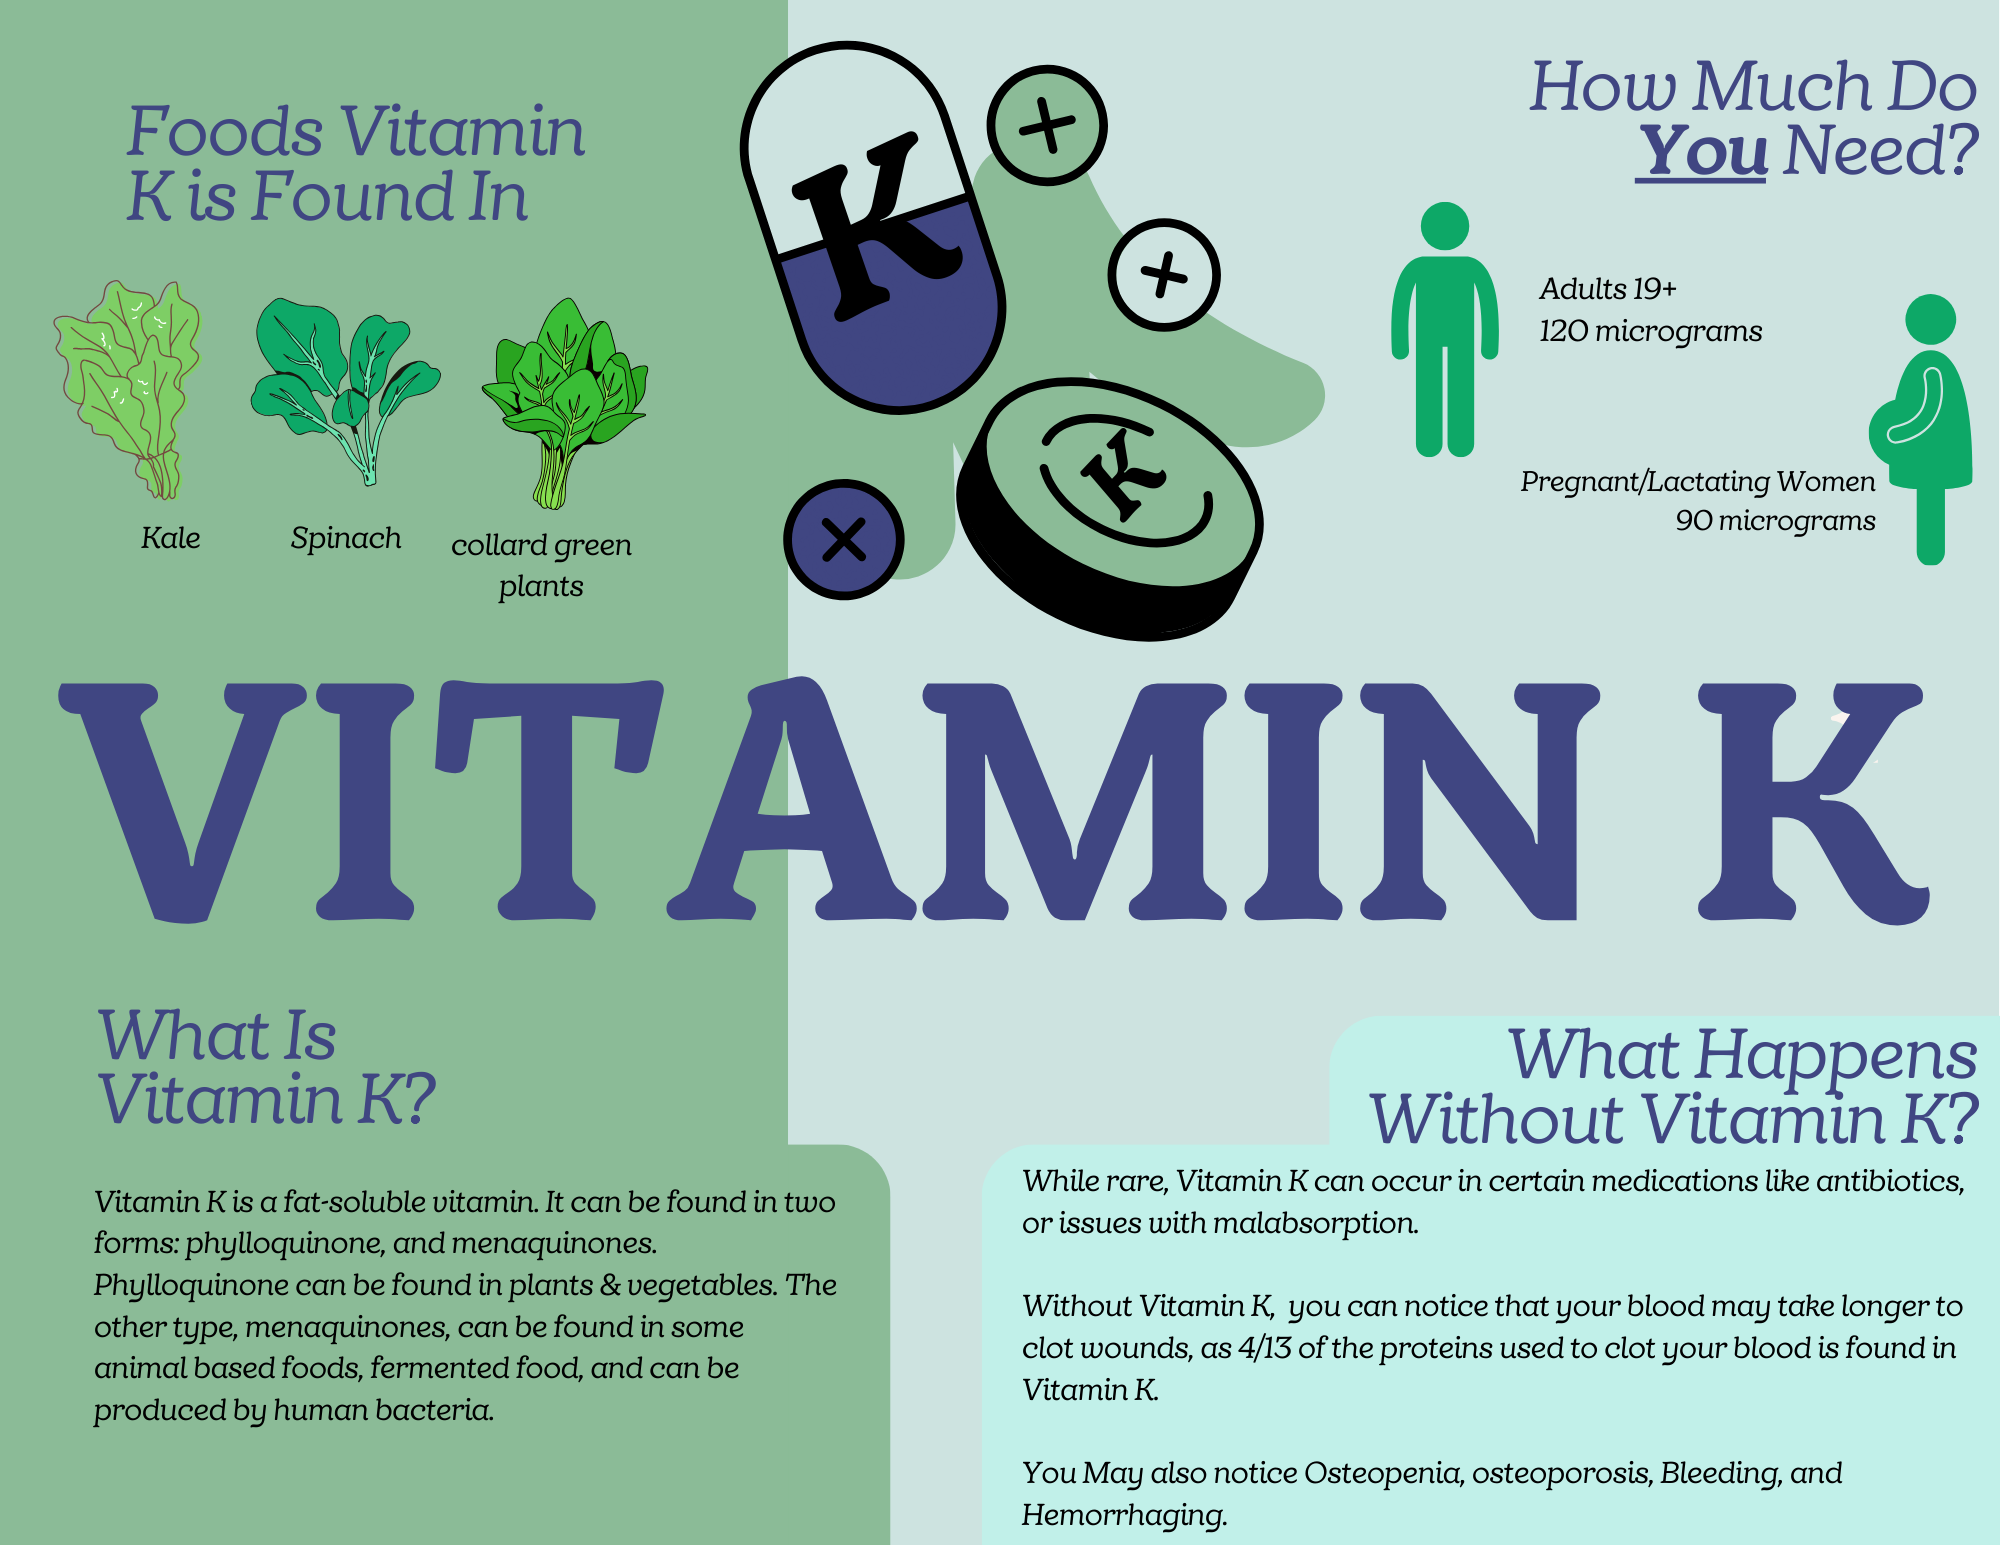 Foods Vitamin
K is Found In
Kale
Spinach
collard green
plants
K
K
How Much Do
You Need?
Adults 19+
120 micrograms
Pregnant/Lactating Women
90 micrograms
VITAMIN K
What Is
Vitamin K?
Vitamin K is a fat-soluble vitamin. It can be found in two
forms: phylloquinone, and menaquinones.
Phylloquinone can be found in plants & vegetables. The
other type, menaquinones, can be found in some
animal based foods, fermented food, and can be
produced by human bacteria.
What Happens
Without Vitamin K?
While rare, Vitamin K can occur in certain medications like antibiotics,
or issues with malabsorption.
Without Vitamin K,  you can notice that your blood may take longer to
clot wounds, as 4/13 of the proteins used to clot your blood is found in
Vitamin K.
You May also notice Osteopenia, osteoporosis, Bleeding, and
Hemorrhaging.